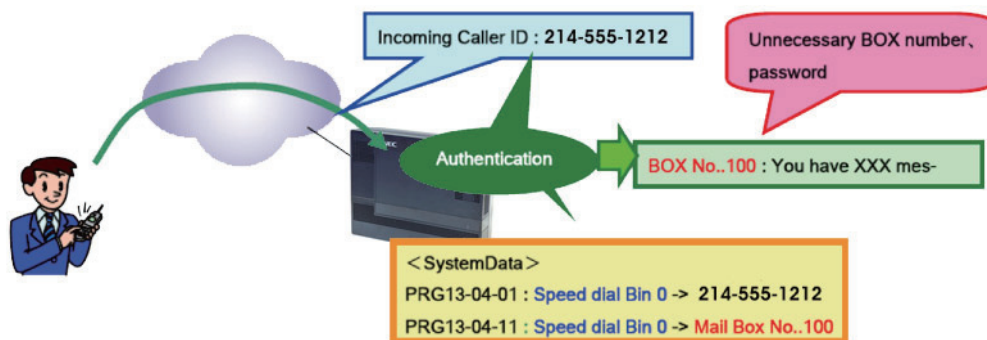 Incoming Caller ID : 214-555-1212
Unnecessary BOX number、
password
Authentication
BOX No..100 : You have XXX mes-
<SystemData>
PRG13-04-01 : Speed dial Bin 0 -> 214-555-1212
PRG13-04-11 : Speed dial Bin 0 -> Mail Box No..100